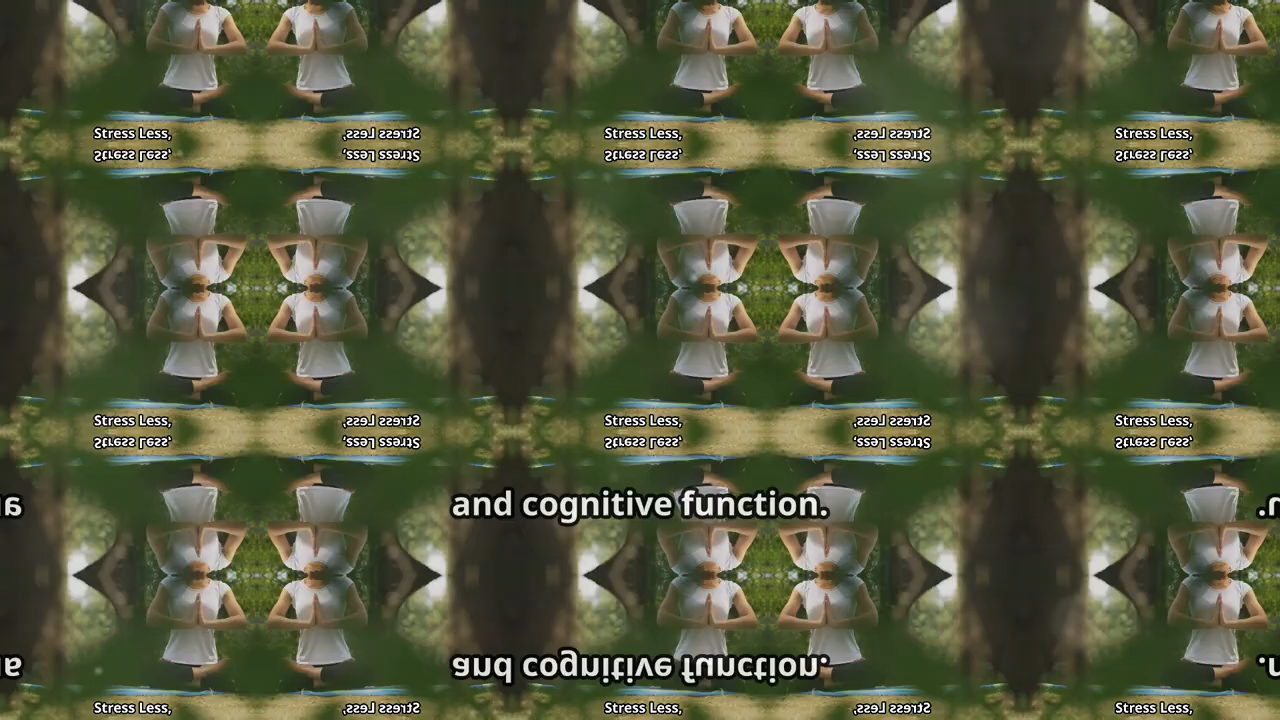 Stress Less,
and cognitive function.